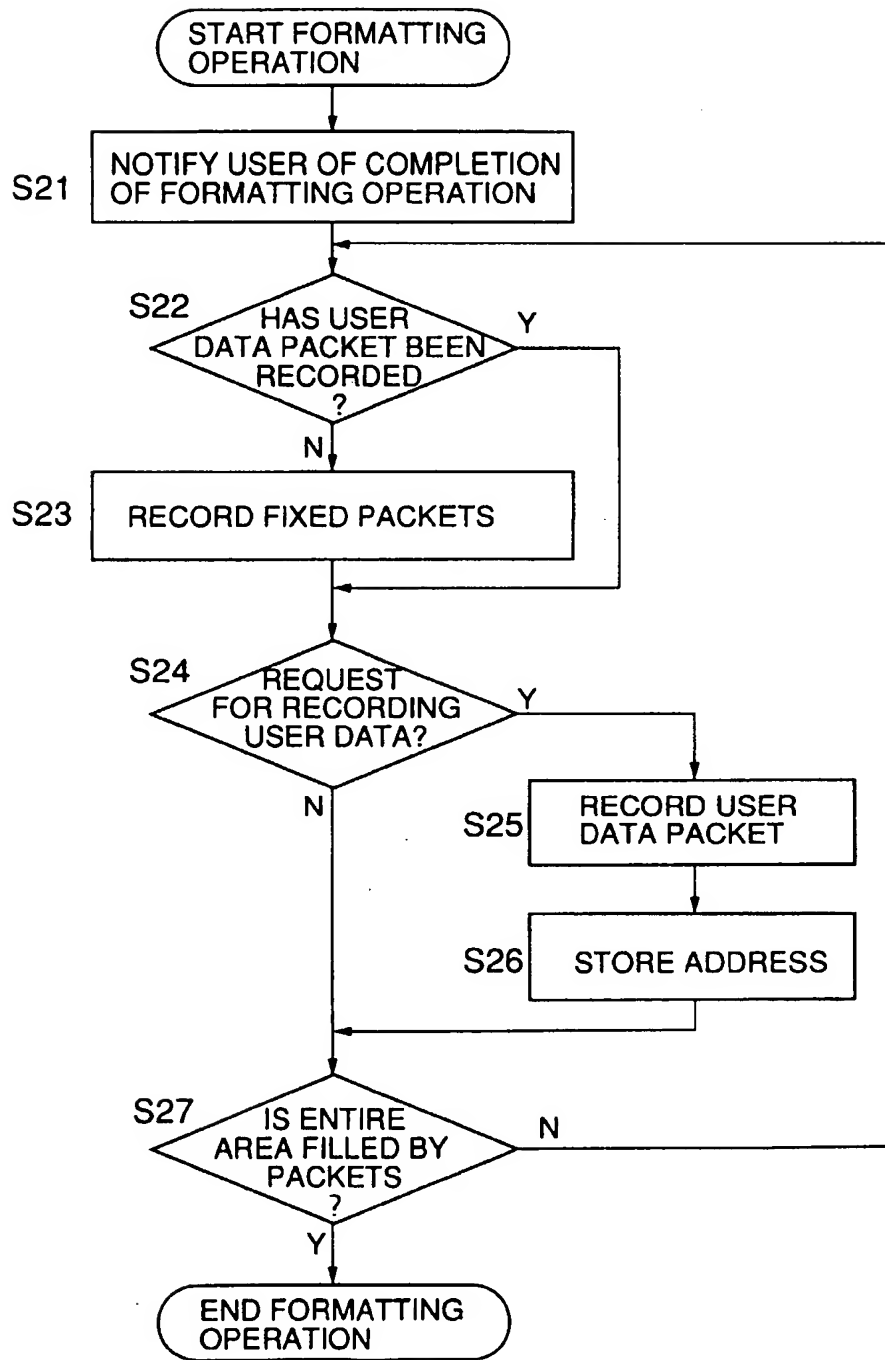 START FORMATTING
OPERATION
S21
NOTIFY USER OF COMPLETION
OF FORMATTING OPERATION
S22
HAS USER
DATA PACKET BEEN
RECORDED
?
Y
N
S23
RECORD FIXED PACKETS
S24
REQUEST
FOR RECORDING
USER DATA?
Y
N
S25
RECORD USER
DATA PACKET
S26
STORE ADDRESS
S27
IS ENTIRE
AREA FILLED BY
PACKETS
?
N
Y
END FORMATTING
OPERATION